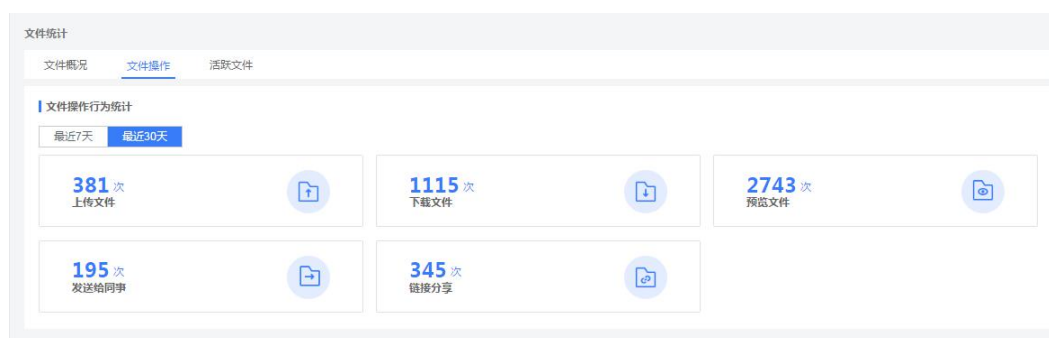 文件统计
文件概况 文件操作 活跃文件
文件操作行为统计
最近7天 最近30天
381 次 1115 次 2743 次
上传文件 下载文件 预览文件
195 次 345 次
发送给同事 链接分享